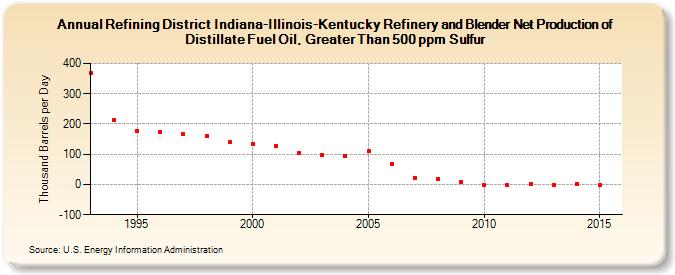 Annual Refining District Indiana-Illinois-Kentucky Refinery and Blender Net Production of
Distillate Fuel Oil, Greater Than 500 ppm Sulfur
Thousand Barrels per Day
400
300
200
100
0
-100
1995
2000
2005
2010
2015
Source: U.S. Energy Information Administration